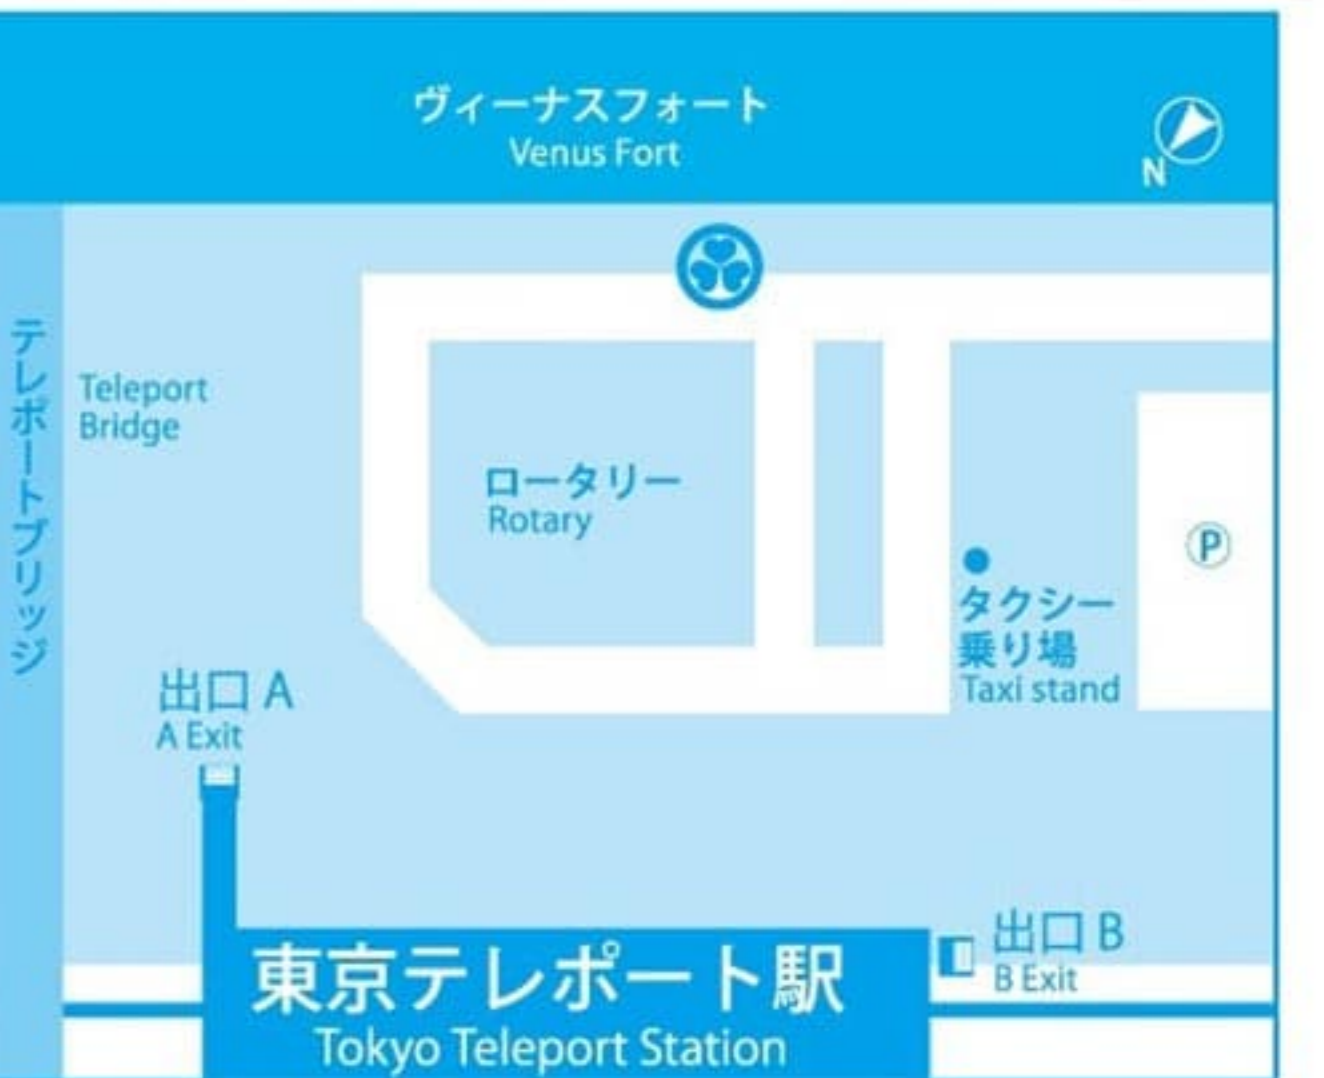 ヴィーナスフォート
Venus Fort
N
テレポートブリッジ
Teleport
Bridge
ロータリー
Rotary
P
タクシー
乗り場
Taxi stand
出口 A
A Exit
出口 B
B Exit
東京テレポート駅
Tokyo Teleport Station